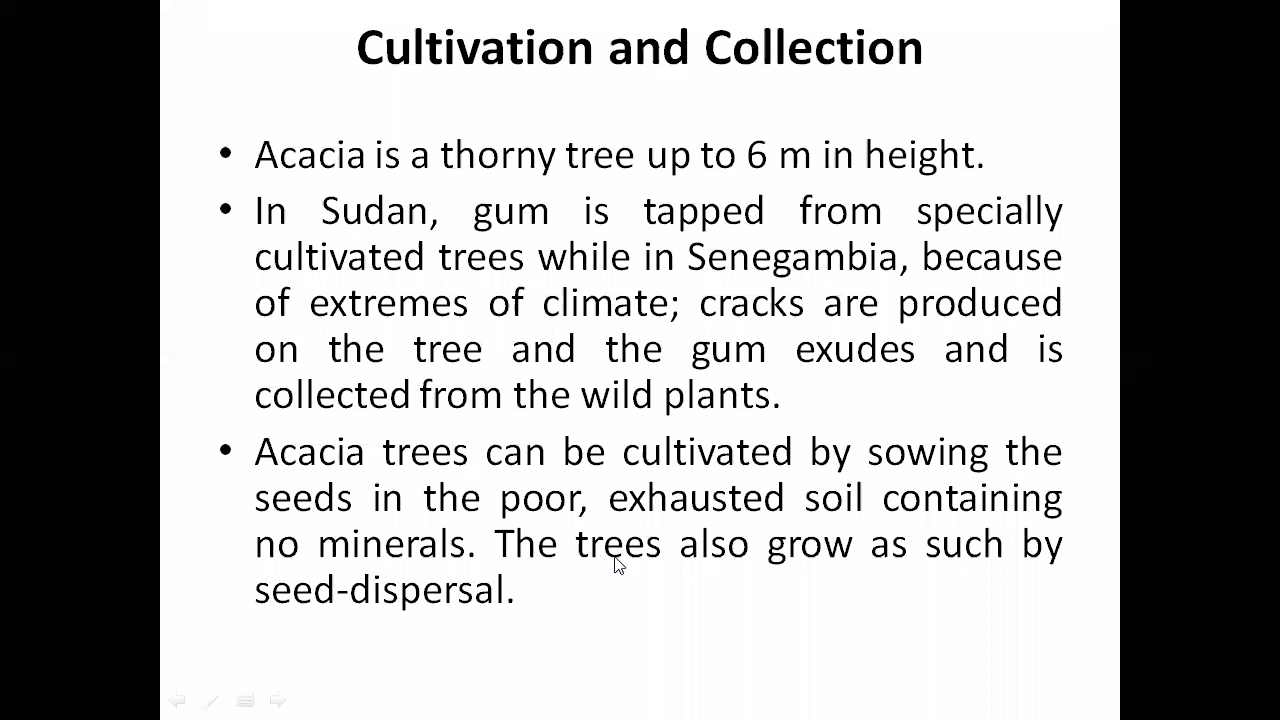 Cultivation and Collection
• Acacia is a thorny tree up to 6 m in height.
• In Sudan, gum is tapped from specially
cultivated trees while in Senegambia, because
of extremes of climate; cracks are produced
on the tree and the gum exudes and is
collected from the wild plants.
• Acacia trees can be cultivated by sowing the
seeds in the poor, exhausted soil containing
no minerals. The trees also grow as such by
seed-dispersal.